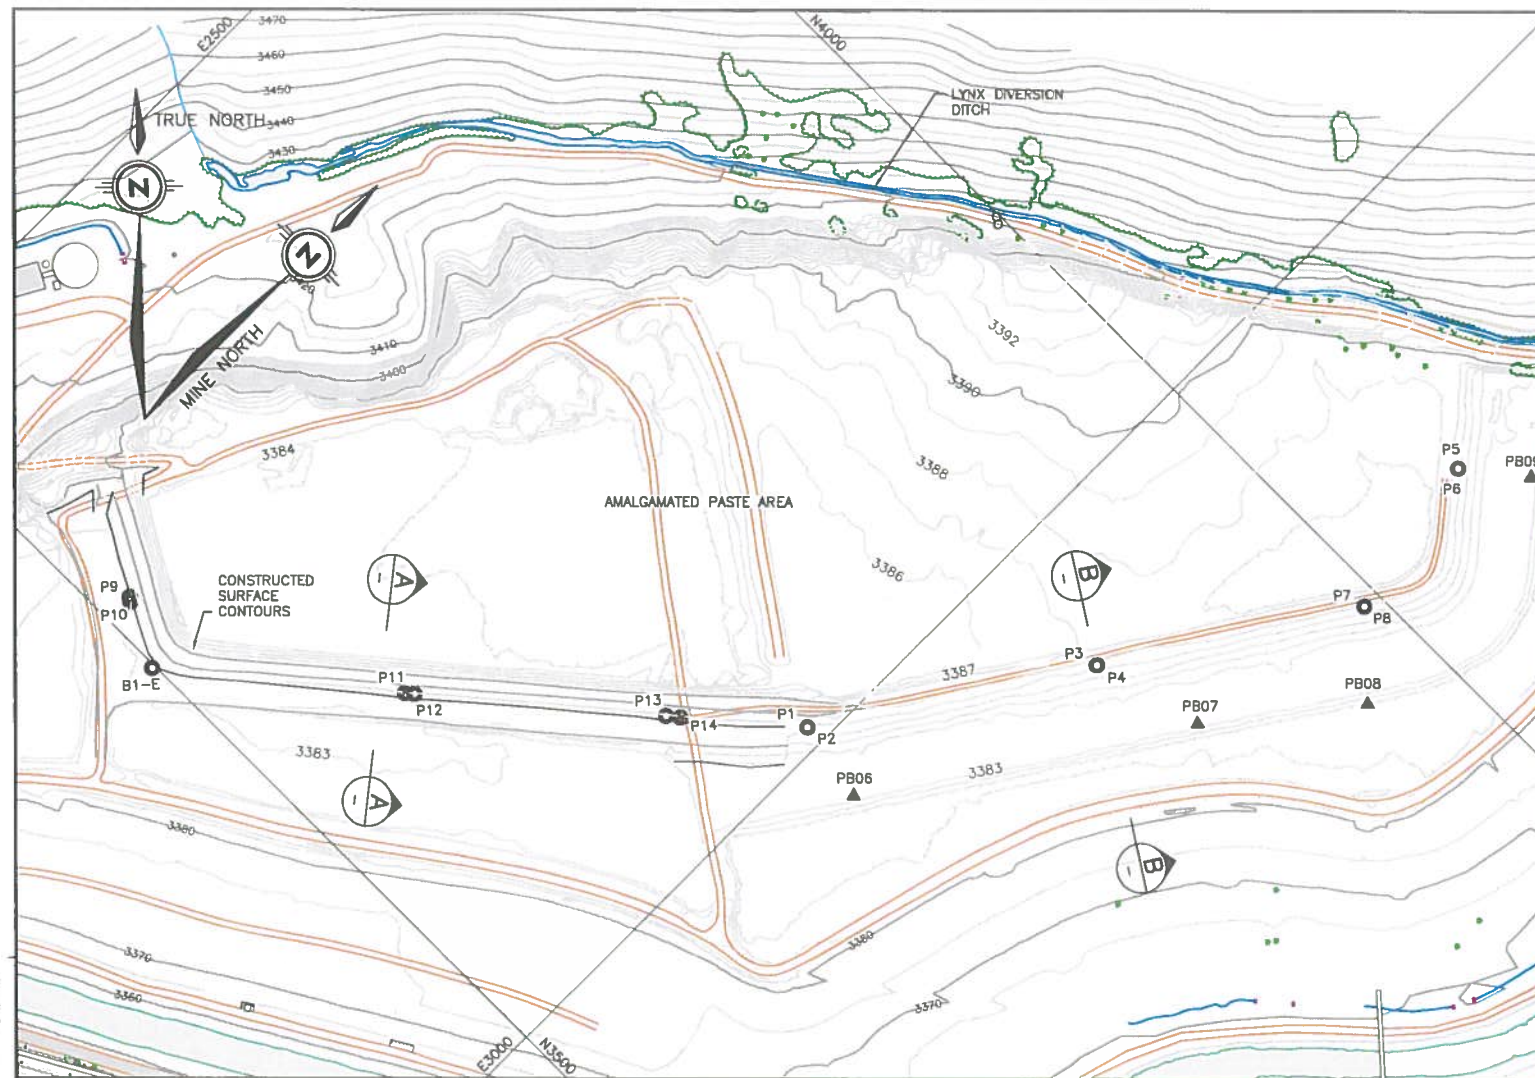 3470
E2500
N4000
3460
3450
LYNX DIVERSION
DITCH
TRUE NORTH
3440
3430
N
N
MINE NORTH
3410
3400
3392
3390
3384
3388
P5
P6
PB09
AMALGAMATED PASTE AREA
3386
A
-
B
-
CONSTRUCTED
SURFACE
CONTOURS
P9
P10
P7
P8
B1-E
P11
P12
P13
P14
P1
P2
3387
P3
P4
PB07
PB08
3383
PB06
3383
A
-
3380
B
-
3380
3370
3360
3370
E3000
N3500